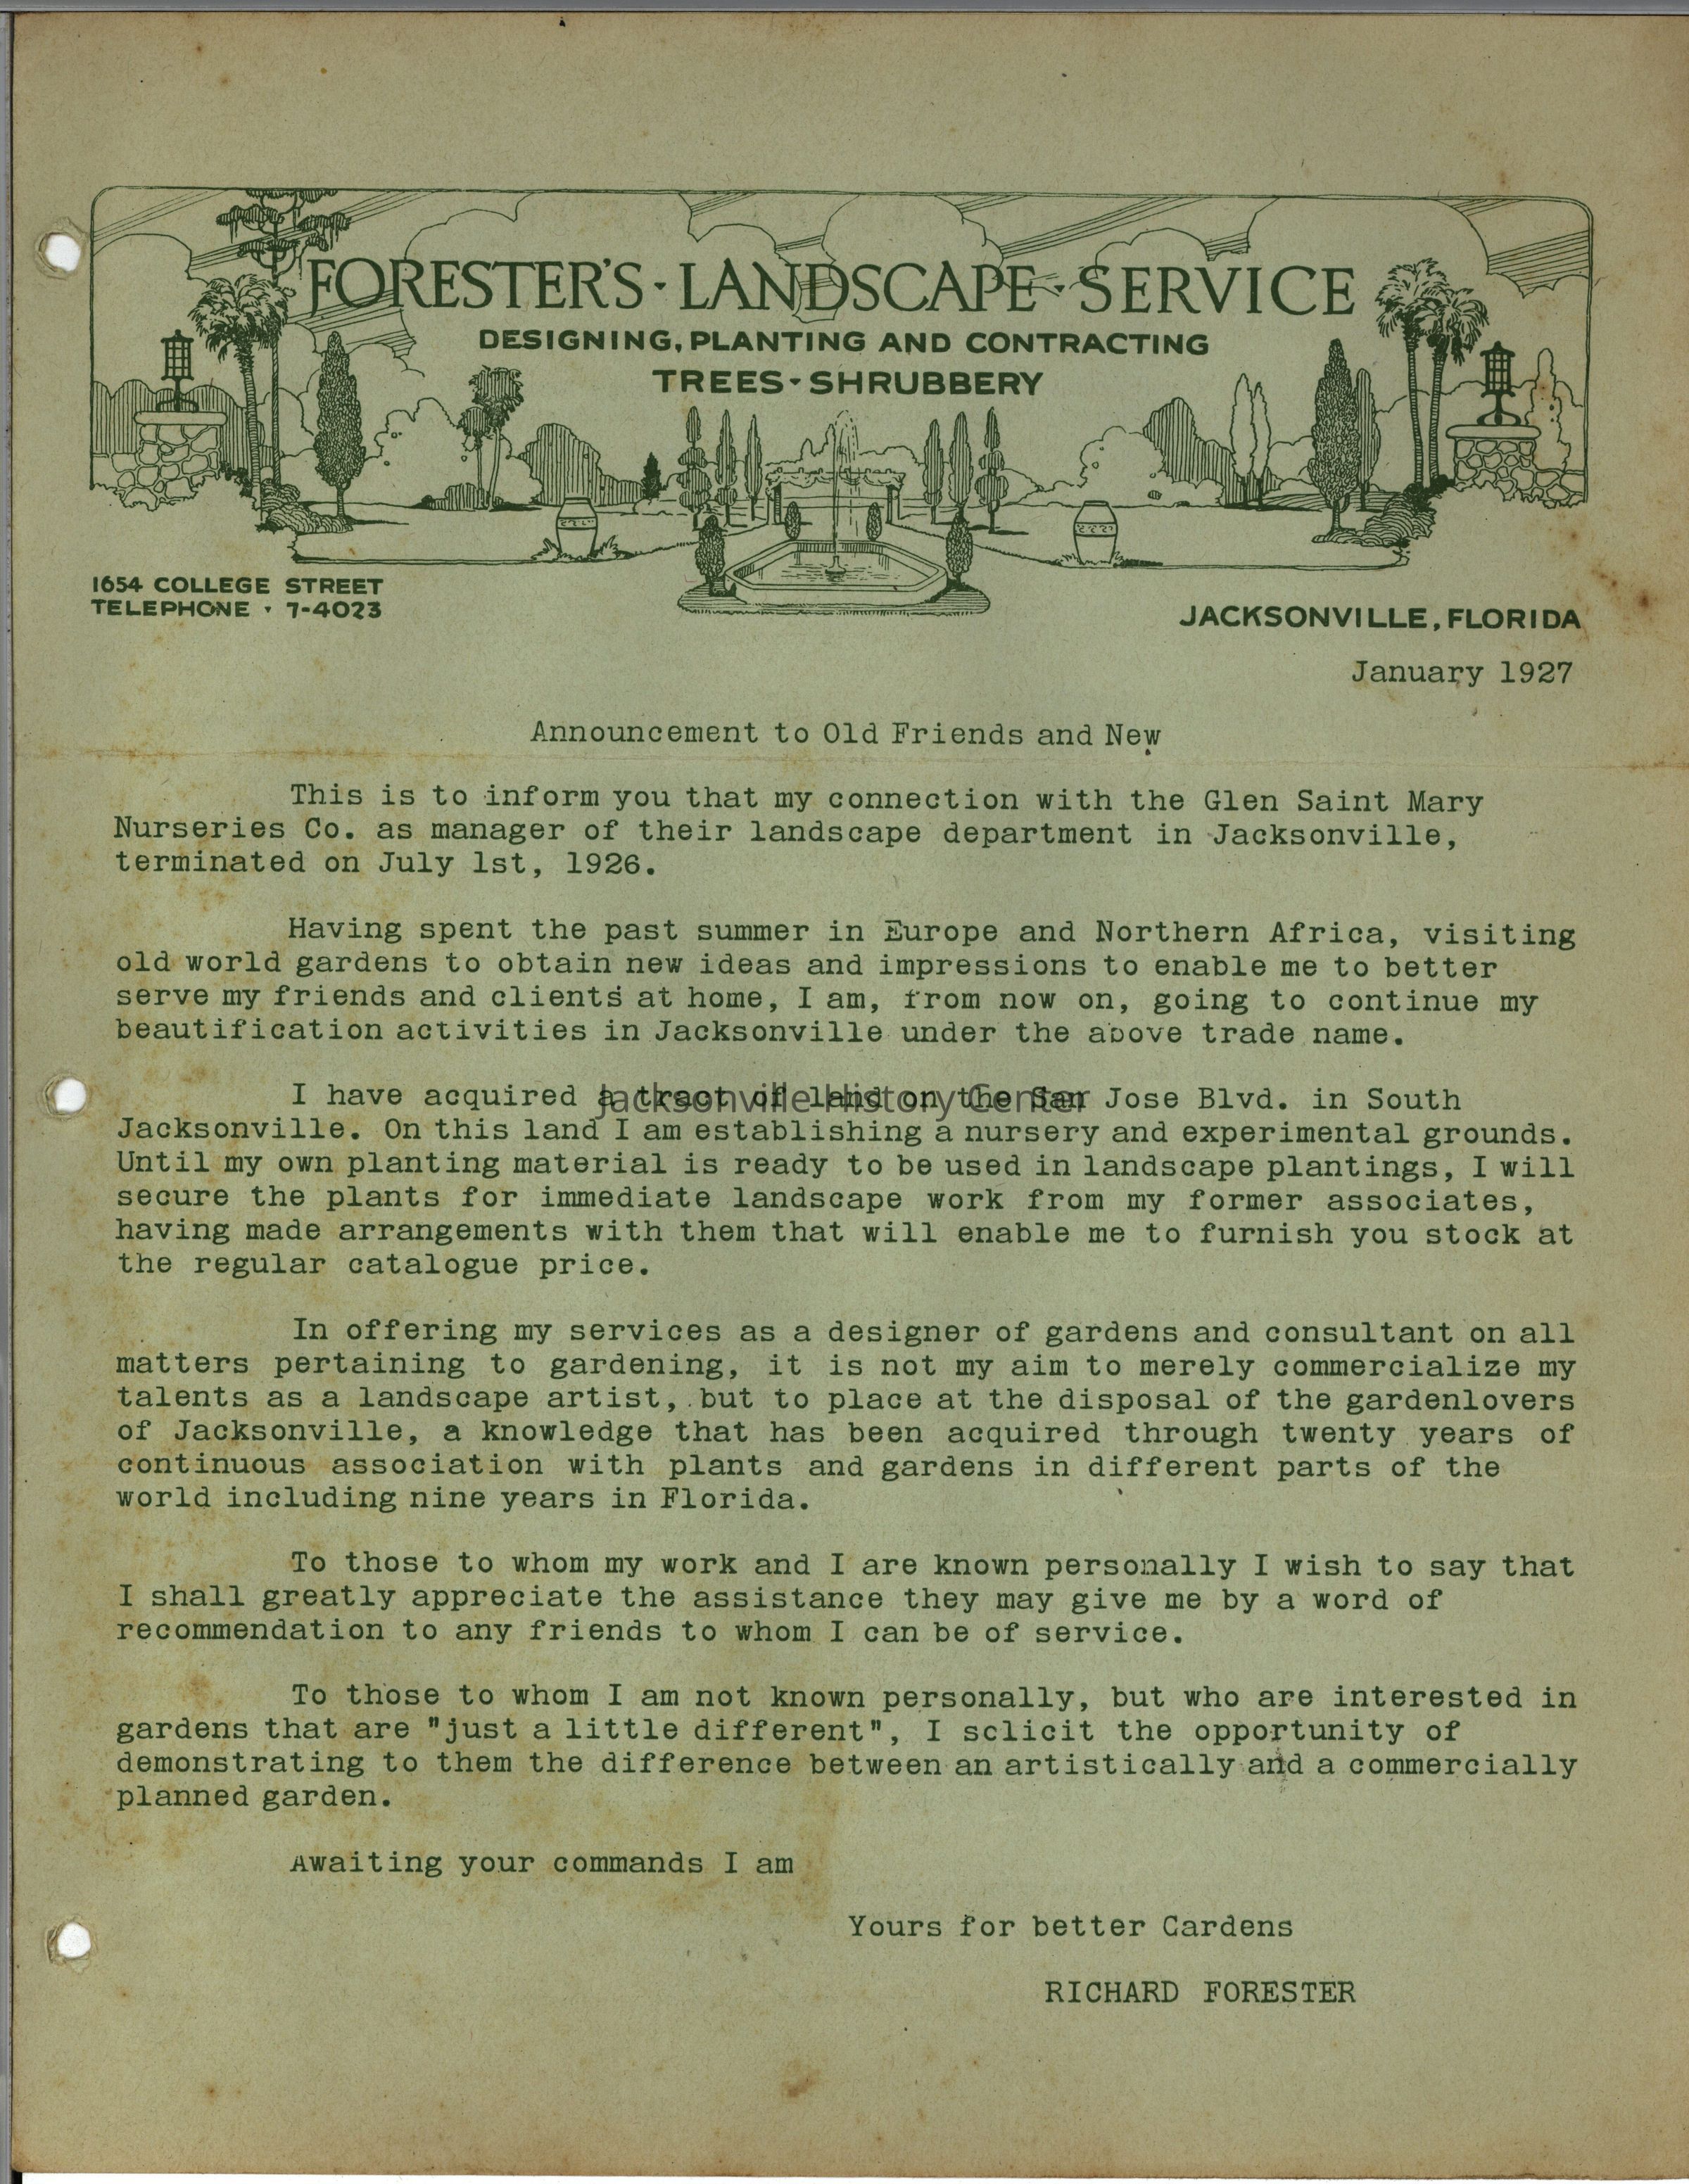 FORESTER'S · LANDSCAPE · SERVICE
DESIGNING, PLANTING AND CONTRACTING
TREES · SHRUBBERY
1654 COLLEGE STREET
TELEPHONE · 7-4023
JACKSONVILLE, FLORIDA
January 1927
Announcement to Old Friends and New
This is to inform you that my connection with the Glen Saint Mary
Nurseries Co. as manager of their landscape department in Jacksonville,
terminated on July 1st, 1926.
Having spent the past summer in Europe and Northern Africa, visiting
old world gardens to obtain new ideas and impressions to enable me to better
serve my friends and clients at home, I am, from now on, going to continue my
beautification activities in Jacksonville under the above trade name.
I have acquired a tract of land on the San Jose Blvd. in South
Jacksonville History Center
Jacksonville. On this land I am establishing a nursery and experimental grounds.
Until my own planting material is ready to be used in landscape plantings, I will
secure the plants for immediate landscape work from my former associates,
having made arrangements with them that will enable me to furnish you stock at
the regular catalogue price.
In offering my services as a designer of gardens and consultant on all
matters pertaining to gardening, it is not my aim to merely commercialize my
talents as a landscape artist, but to place at the disposal of the gardenlovers
of Jacksonville, a knowledge that has been acquired through twenty years of
continuous association with plants and gardens in different parts of the
world including nine years in Florida.
To those to whom my work and I are known personally I wish to say that
I shall greatly appreciate the assistance they may give me by a word of
recommendation to any friends to whom I can be of service.
To those to whom I am not known personally, but who are interested in
gardens that are "just a little different", I sclicit the opportunity of
demonstrating to them the difference between an artistically and a commercially
planned garden.
Awaiting your commands I am
Yours for better Gardens
RICHARD FORESTER